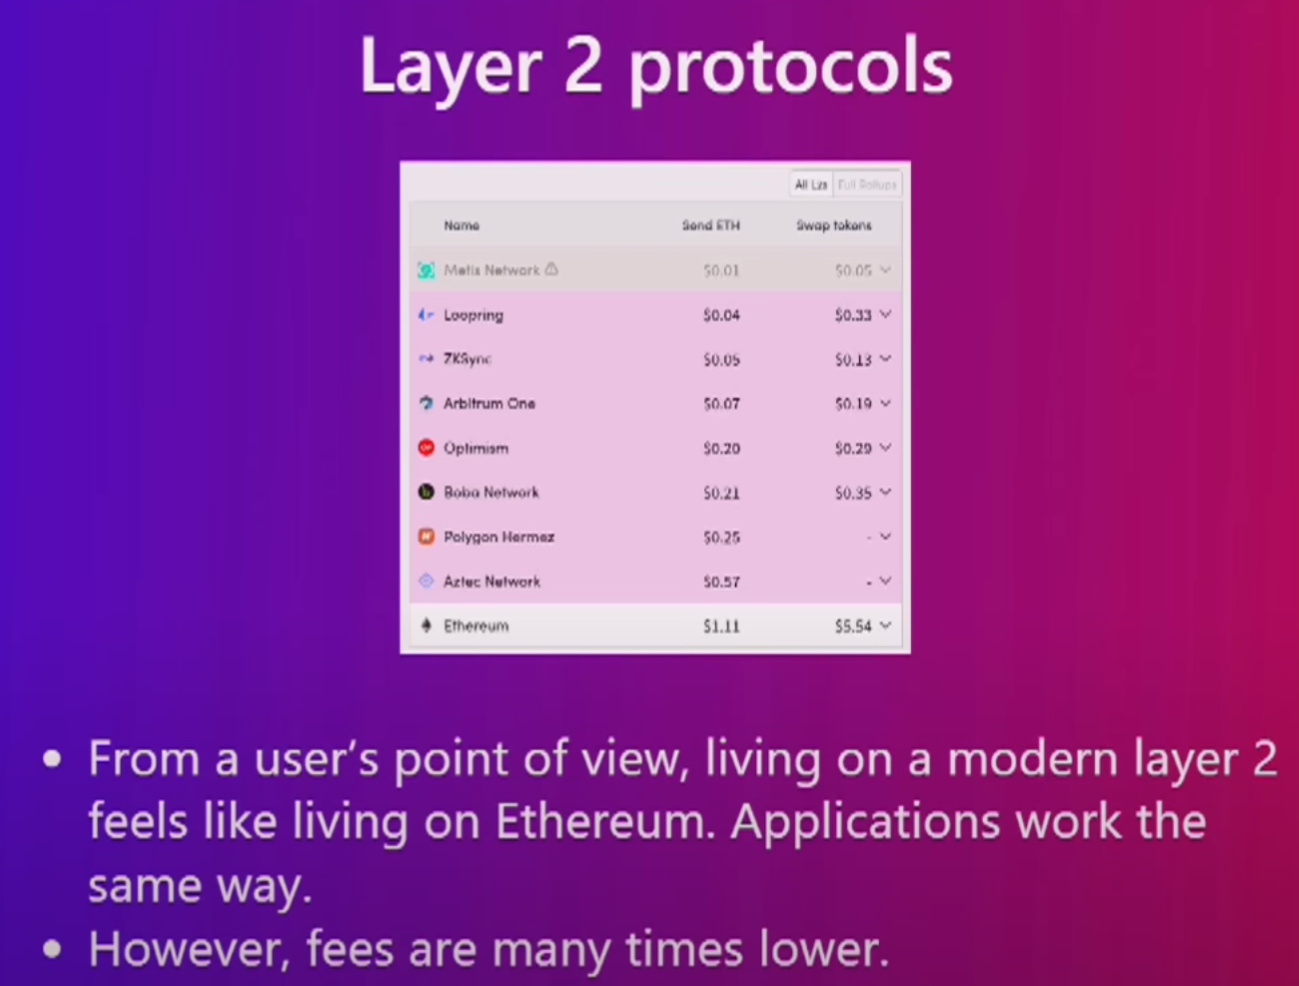 Layer 2 protocols
All L2s Full Rollups
Name Send ETH Swap tokens
Metis Network $0.01 $0.05
Loopring $0.04 $0.33
ZKSync $0.05 $0.13
Arbitrum One $0.07 $0.19
Optimism $0.20 $0.29
Boba Network $0.21 $0.35
Polygon Hermez $0.25 -
Aztec Network $0.57 -
Ethereum $1.11 $5.54
• From a user's point of view, living on a modern layer 2
feels like living on Ethereum. Applications work the
same way.
• However, fees are many times lower.